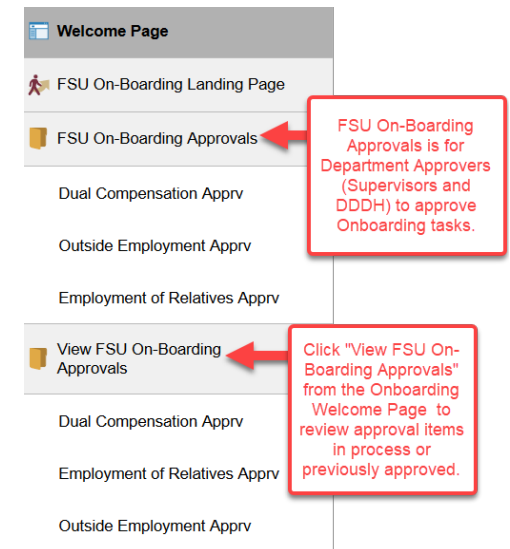 Welcome Page
FSU On-Boarding Landing Page
FSU On-Boarding Approvals
FSU On-Boarding
Approvals is for
Department Approvers
(Supervisors and
DDDH) to approve
Onboarding tasks.
Dual Compensation Apprv
Outside Employment Apprv
Employment of Relatives Apprv
View FSU On-Boarding
Approvals
Click "View FSU On-
Boarding Approvals"
from the Onboarding
Welcome Page to
review approval items
in process or
previously approved.
Dual Compensation Apprv
Employment of Relatives Apprv
Outside Employment Apprv